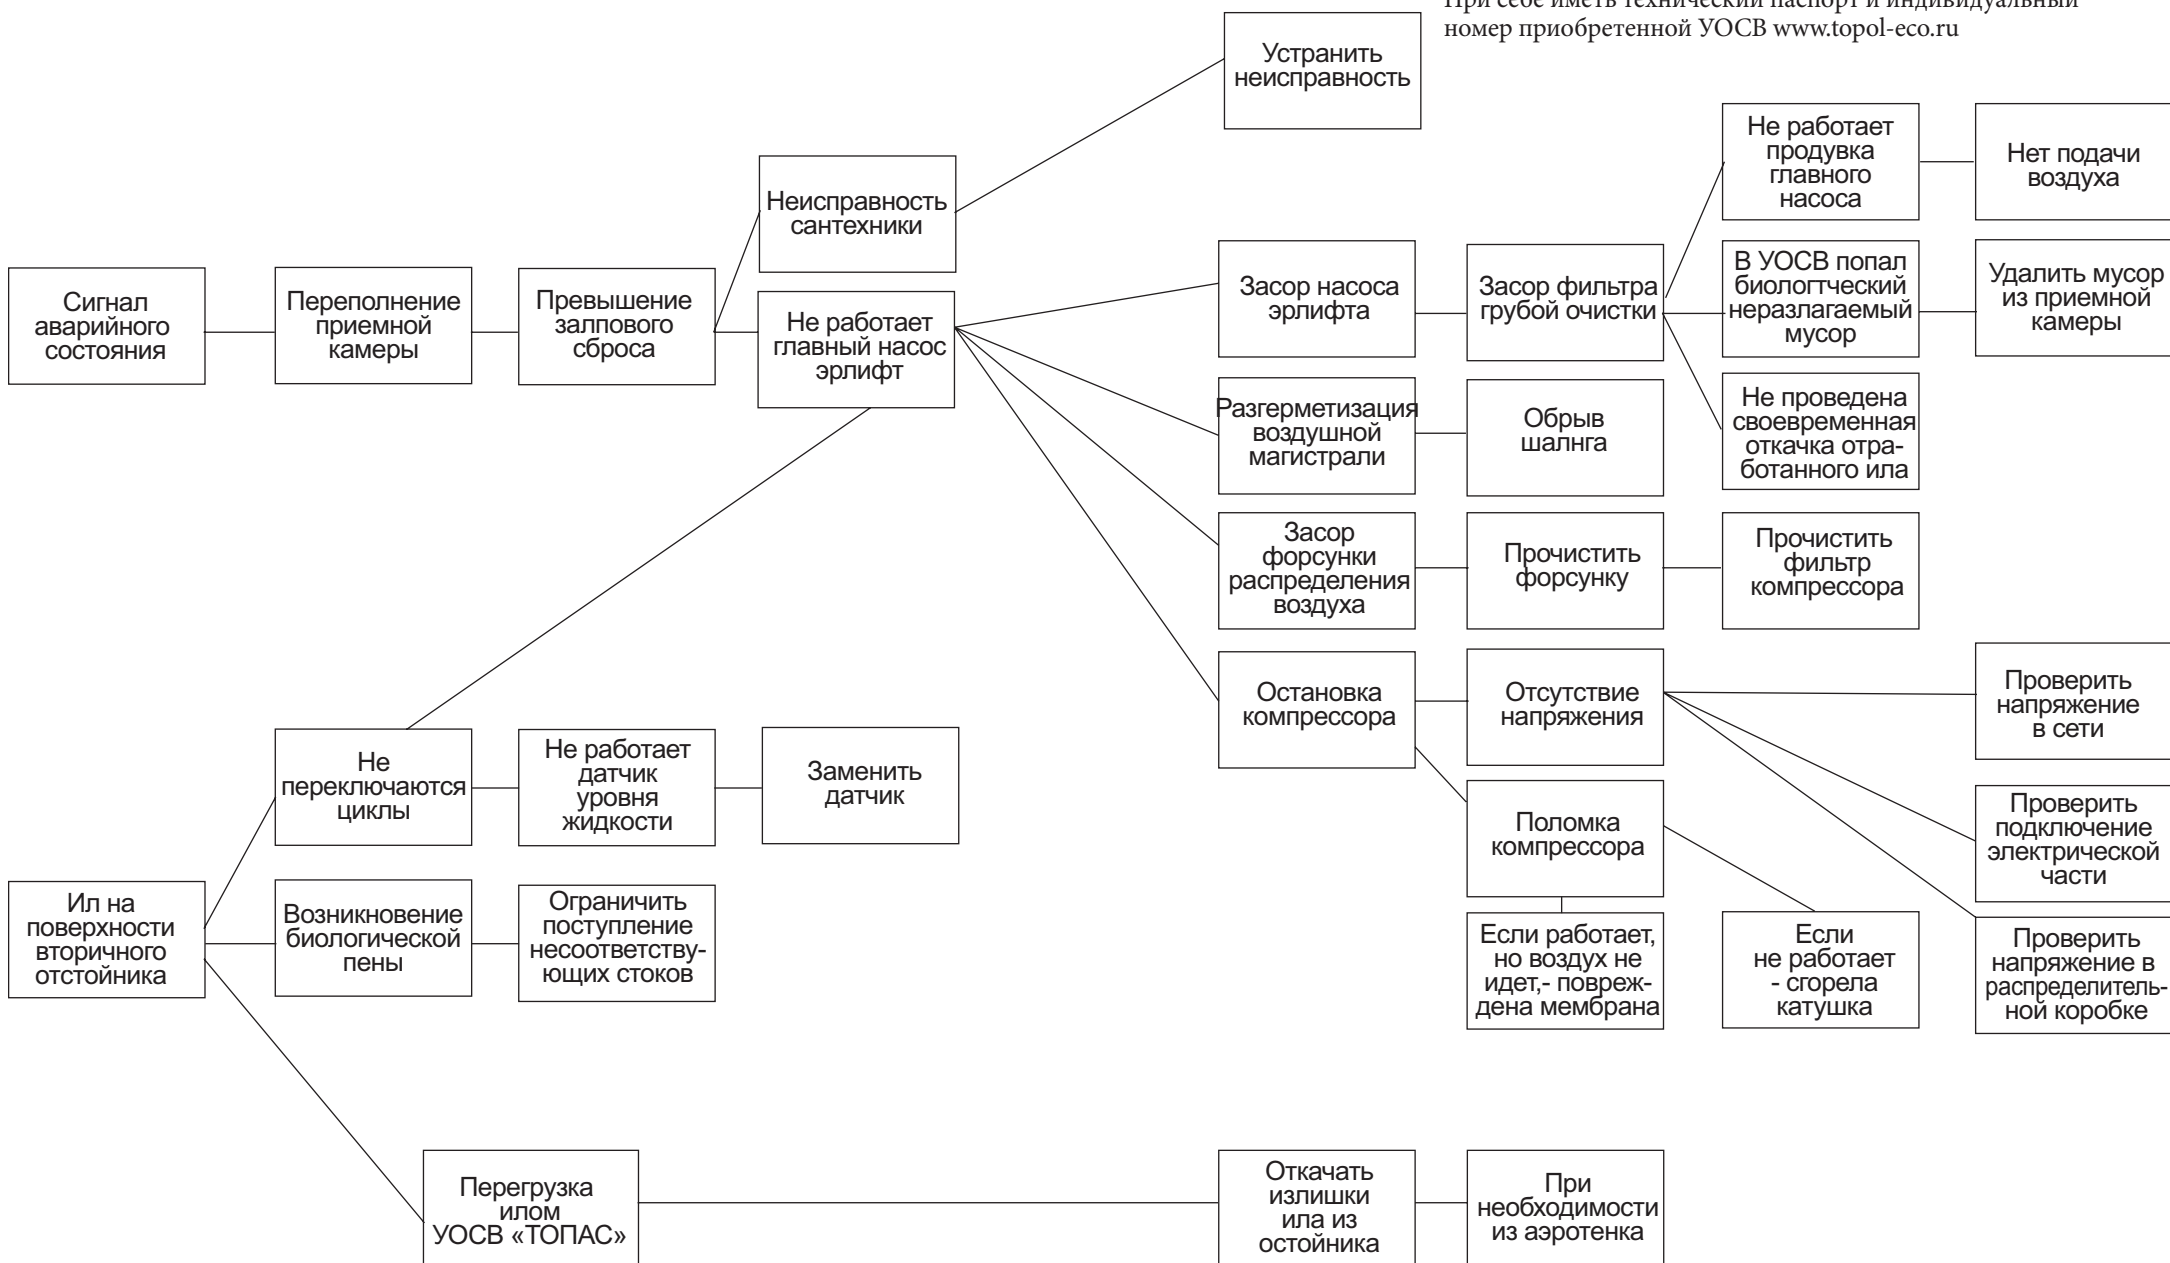 При себе иметь технический паспорт и индивидуальный
номер приобретенной УОСВ www.topol-eco.ru
Устранить
неисправность
Не работает
продувка
главного
насоса
Нет подачи
воздуха
Неисправность
сантехники
Сигнал
аварийного
состояния
Переполнение
приемной
камеры
Превышение
залпового
сброса
Не работает
главный насос
эрлифт
Засор насоса
эрлифта
Засор фильтра
грубой очистки
В УОСВ попал
биологтческий
неразлагаемый
мусор
Удалить мусор
из приемной
камеры
Разгерметизация
воздушной
магистрали
Обрыв
шалнга
Не проведена
своевременная
откачка отра-
ботанного ила
Засор
форсунки
распределения
воздуха
Прочистить
форсунку
Прочистить
фильтр
компрессора
Остановка
компрессора
Отсутствие
напряжения
Проверить
напряжение
в сети
Не
переключаются
циклы
Не работает
датчик
уровня
жидкости
Заменить
датчик
Поломка
компрессора
Проверить
подключение
электрической
части
Ил на
поверхности
вторичного
отстойника
Возникновение
биологической
пены
Ограничить
поступление
несоответству-
ющих стоков
Если работает,
но воздух не
идет,- повреж-
дена мембрана
Если
не работает
- сгорела
катушка
Проверить
напряжение в
распределитель-
ной коробке
Перегрузка
илом
УОСВ «ТОПАС»
Откачать
излишки
ила из
остойника
При
необходимости
из аэротенка